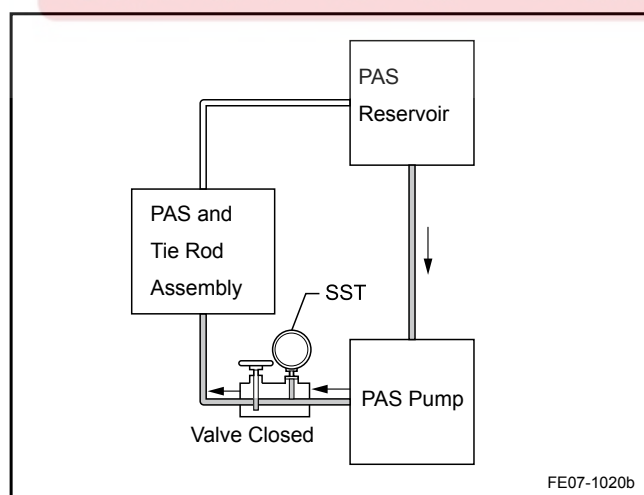 PAS
Reservoir
PAS and
Tie Rod
Assembly
SST
PAS Pump
Valve Closed
FE07-1020b